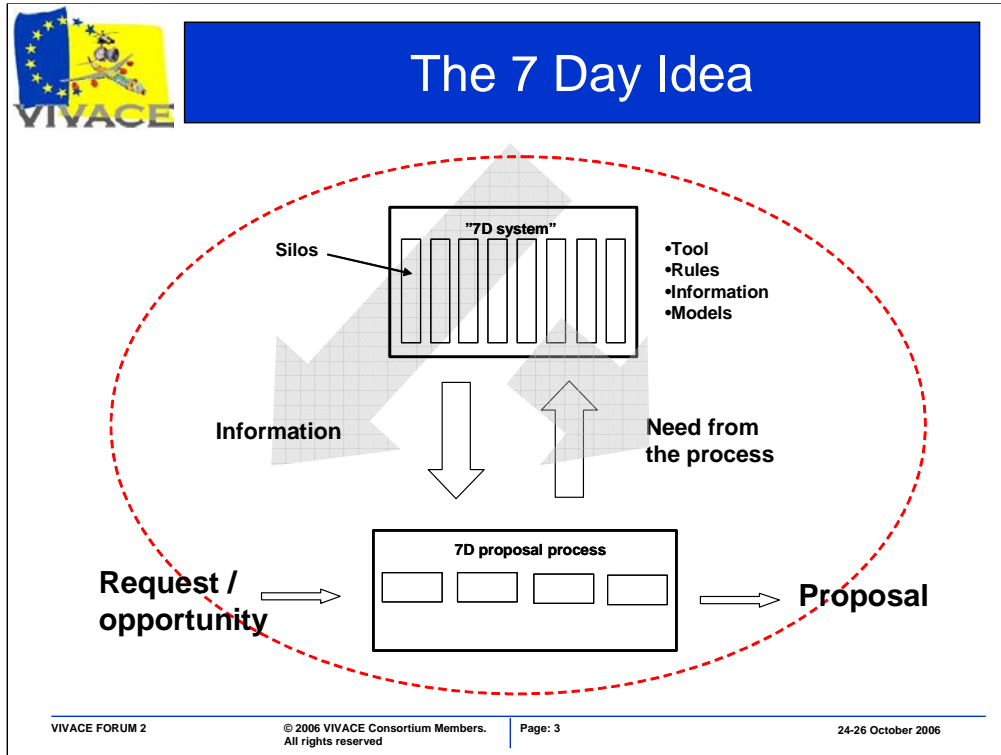 VIVACE
The 7 Day Idea
”7D system”
Silos
•Tool
•Rules
•Information
•Models
Information
Need from
the process
7D proposal process
Request /
opportunity
Proposal
VIVACE FORUM 2
© 2006 VIVACE Consortium Members.
All rights reserved
Page: 3
24-26 October 2006